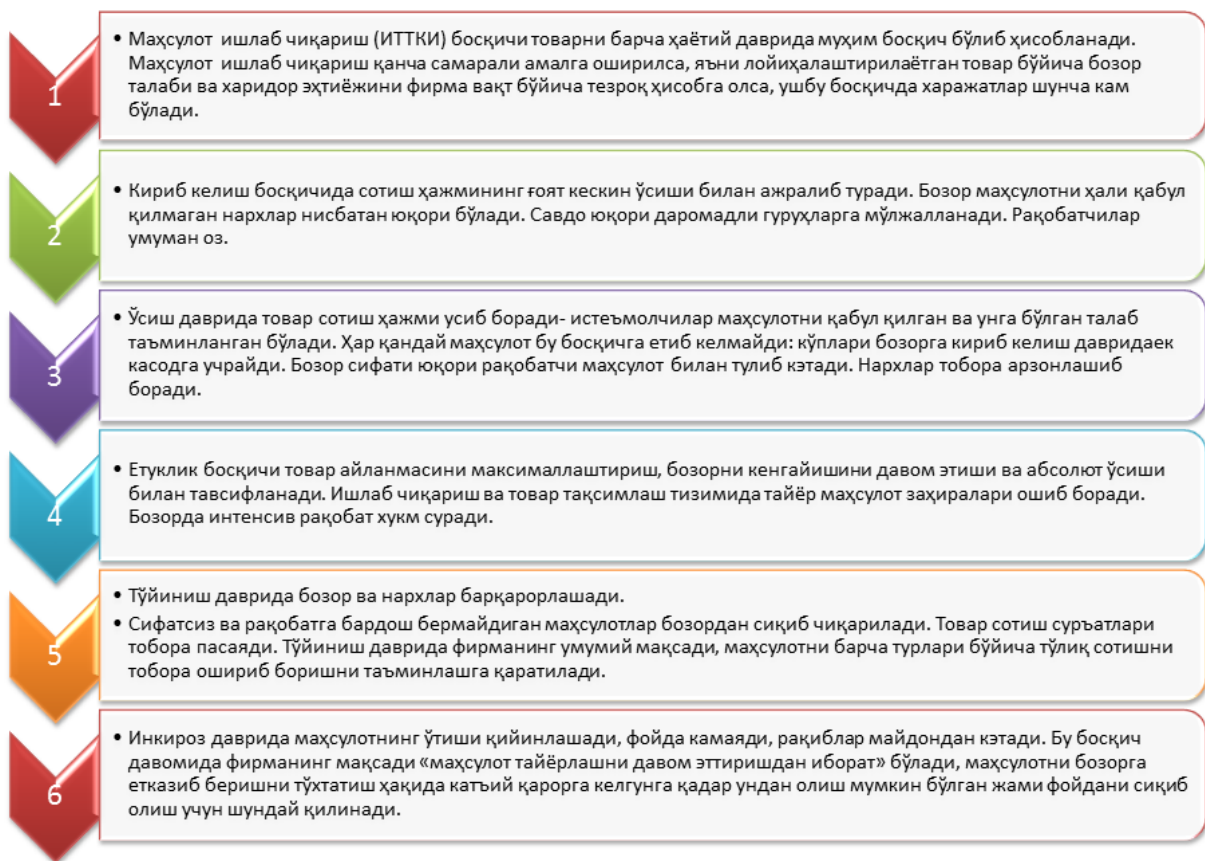 1
• Маҳсулот ишлаб чиқариш (ИТТКИ) босқичи товарни барча ҳаётий даврида муҳим босқич бўлиб ҳисобланади.
Маҳсулот ишлаб чиқариш қанча самарали амалга оширилса, яъни лойиҳалаштирилаётган товар бўйича бозор
талаби ва харидор эҳтиёжини фирма вақт бўйича тезроқ ҳисобга олса, ушбу босқичда харажатлар шунча кам
бўлади.
2
• Кириб келиш босқичида сотиш ҳажмининг ғоят кескин ўсиши билан ажралиб туради. Бозор маҳсулотни ҳали қабул
қилмаган нархлар нисбатан юқори бўлади. Савдо юқори даромадли гуруҳларга мўлжалланади. Рақобатчилар
умуман оз.
3
• Ўсиш даврида товар сотиш ҳажми усиб боради- истеъмолчилар маҳсулотни қабул қилган ва унга бўлган талаб
таъминланган бўлади. Ҳар қандай маҳсулот бу босқичга етиб келмайди: кўплари бозорга кириб келиш давридаек
касодга учрайди. Бозор сифати юқори рақобатчи маҳсулот билан тулиб кэтади. Нархлар тобора арзонлашиб
боради.
4
• Етуклик босқичи товар айланмасини максималлаштириш, бозорни кенгайишини давом этиши ва абсолют ўсиши
билан тавсифланади. Ишлаб чиқариш ва товар тақсимлаш тизимида тайёр маҳсулот заҳиралари ошиб боради.
Бозорда интенсив рақобат хукм суради.
5
• Тўйиниш даврида бозор ва нархлар барқарорлашади.
• Сифатсиз ва рақобатга бардош бермайдиган маҳсулотлар бозордан сиқиб чиқарилади. Товар сотиш суръатлари
тобора пасаяди. Тўйиниш даврида фирманинг умумий мақсади, маҳсулотни барча турлари бўйича тўлиқ сотишни
тобора ошириб боришни таъминлашга қаратилади.
6
• Инкироз даврида маҳсулотнинг ўтиши қийинлашади, фойда камаяди, рақиблар майдондан кэтади. Бу босқич
давомида фирманинг мақсади «маҳсулот тайёрлашни давом эттиришдан иборат» бўлади, маҳсулотни бозорга
етказиб беришни тўхтатиш ҳақида катъий қарорга келгунга қадар ундан олиш мумкин бўлган жами фойдани сиқиб
олиш учун шундай қилинади.